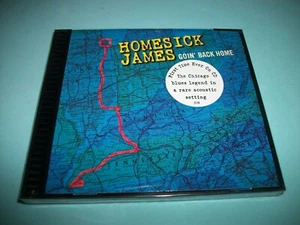 HOMESICK
JAMES GOIN' BACK HOME
First Time Ever On CD
The Chicago
blues legend in
a rare acoustic
setting